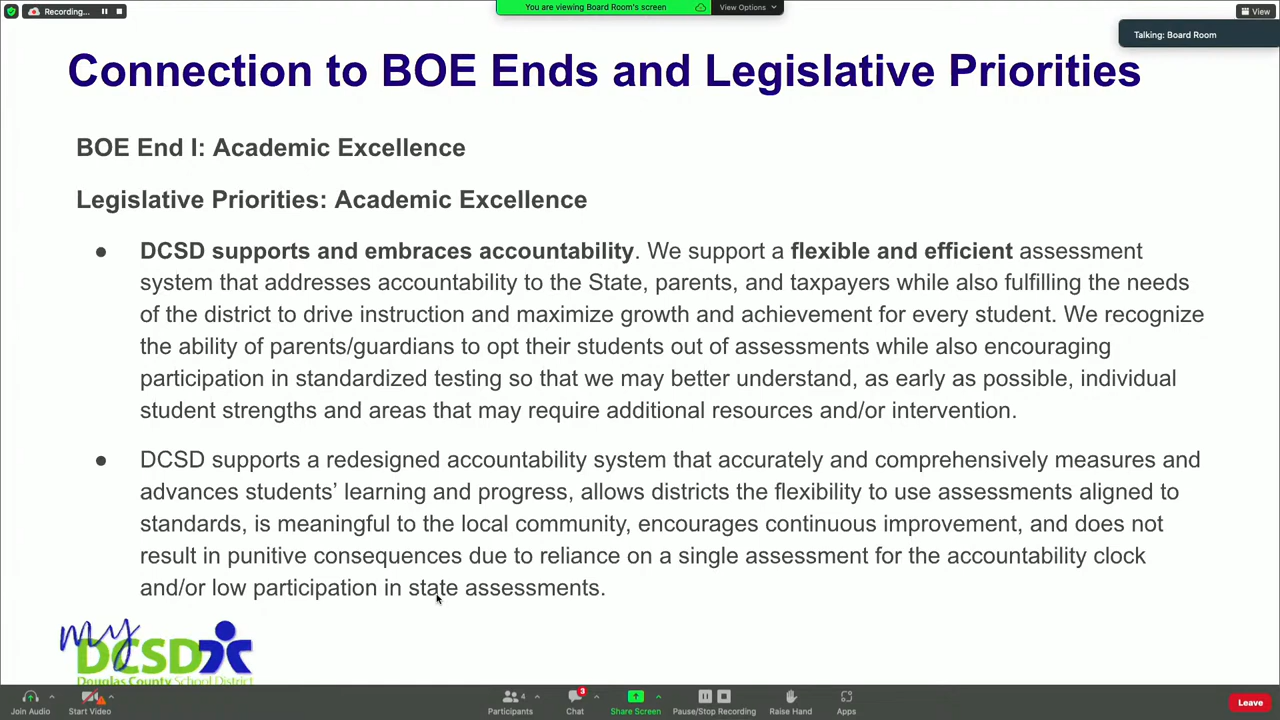 Recording...
You are viewing Board Room's screen
View Options
View
Talking: Board Room
Connection to BOE Ends and Legislative Priorities
BOE End I: Academic Excellence
Legislative Priorities: Academic Excellence
● DCSD supports and embraces accountability. We support a flexible and efficient assessment
system that addresses accountability to the State, parents, and taxpayers while also fulfilling the needs
of the district to drive instruction and maximize growth and achievement for every student. We recognize
the ability of parents/guardians to opt their students out of assessments while also encouraging
participation in standardized testing so that we may better understand, as early as possible, individual
student strengths and areas that may require additional resources and/or intervention.
● DCSD supports a redesigned accountability system that accurately and comprehensively measures and
advances students’ learning and progress, allows districts the flexibility to use assessments aligned to
standards, is meaningful to the local community, encourages continuous improvement, and does not
result in punitive consequences due to reliance on a single assessment for the accountability clock
and/or low participation in state assessments.
my
DCSD
Douglas County School District
Join Audio
Start Video
Participants 4
Chat 3
Share Screen
Pause/Stop Recording
Raise Hand
Apps
Leave